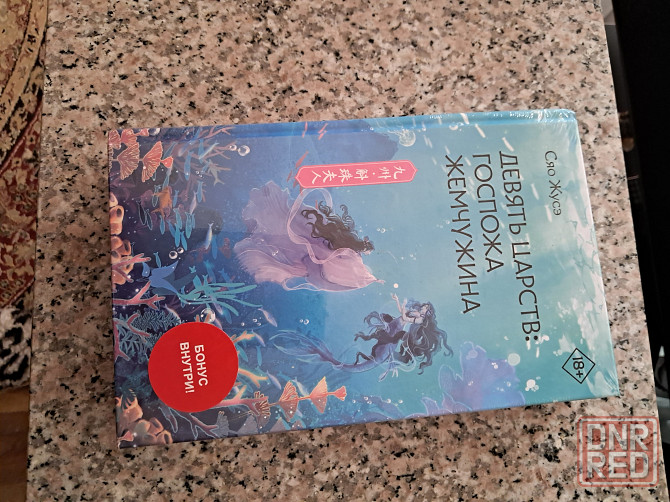 Сяо Жусэ
ДЕВЯТЬ ЦАРСТВ:
ГОСПОЖА
ЖЕМЧУЖИНА
九州·斛珠夫人
18+
БОНУС
ВНУТРИ!
DNR
RED